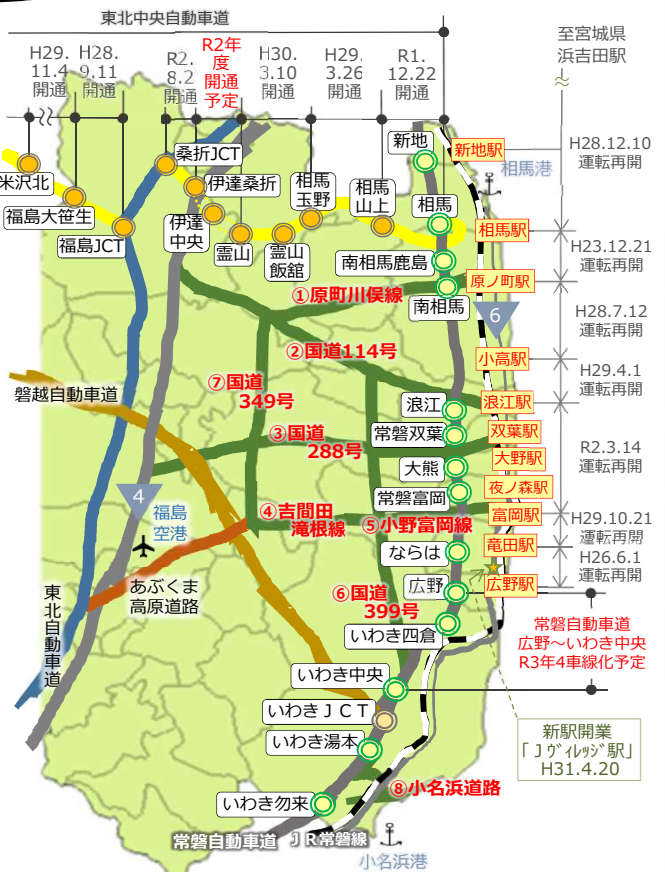 東北中央自動車道
H29.
11.4
開通
H28.
9.11
開通
R2.
8.2
開通
R2年
度
開通
予定
H30.
3.10
開通
H29.
3.26
開通
R1.
12.22
開通
至宮城県
浜吉田駅
新地
新地駅
相馬港
H28.12.10
運転再開
桑折JCT
米沢北
伊達桑折
相馬
玉野
相馬
山上
相馬
福島大笹生
伊達
中央
福島JCT
霊山
霊山
飯舘
相馬駅
H23.12.21
運転再開
南相馬鹿島
原ノ町駅
①原町川俣線
南相馬
6
H28.7.12
運転再開
②国道114号
小高駅
⑦国道
349号
H29.4.1
運転再開
磐越自動車道
浪江
浪江駅
③国道
288号
常磐双葉
双葉駅
大野駅
R2.3.14
運転再開
大熊
夜ノ森駅
常磐富岡
4
福島
空港
④吉間田
滝根線
⑤小野富岡線
富岡駅
H29.10.21
運転再開
ならは
竜田駅
H26.6.1
運転再開
あぶくま
高原道路
⑥国道
399号
広野
広野駅
東北自動車道
いわき四倉
常磐自動車道
広野～いわき中央
R3年4車線化予定
いわき中央
いわきＪＣＴ
いわき湯本
新駅開業
「Ｊヴィレッジ駅」
H31.4.20
⑧小名浜道路
いわき勿来
常磐自動車道
ＪＲ常磐線
小名浜港